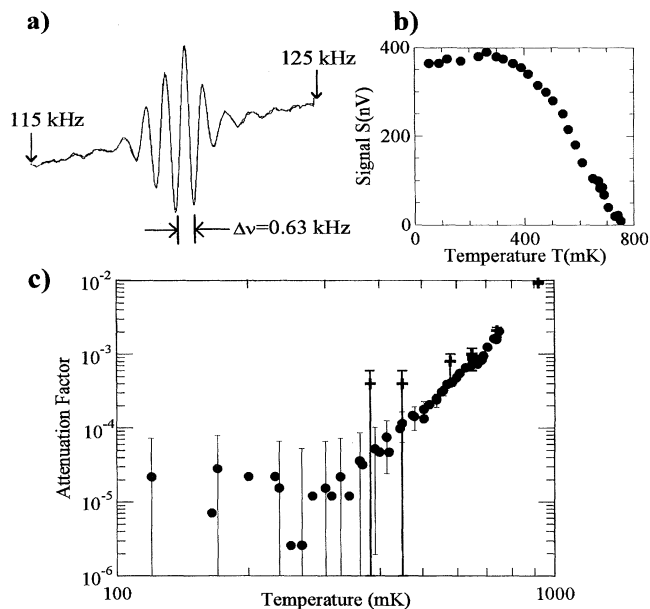 a)
115 kHz
125 kHz
Δν=0.63 kHz
b)
Signal S(nV)
400
200
0
0
400
800
Temperature T(mK)
c)
Attenuation Factor
10⁻²
10⁻³
10⁻⁴
10⁻⁵
10⁻⁶
100
1000
Temperature (mK)